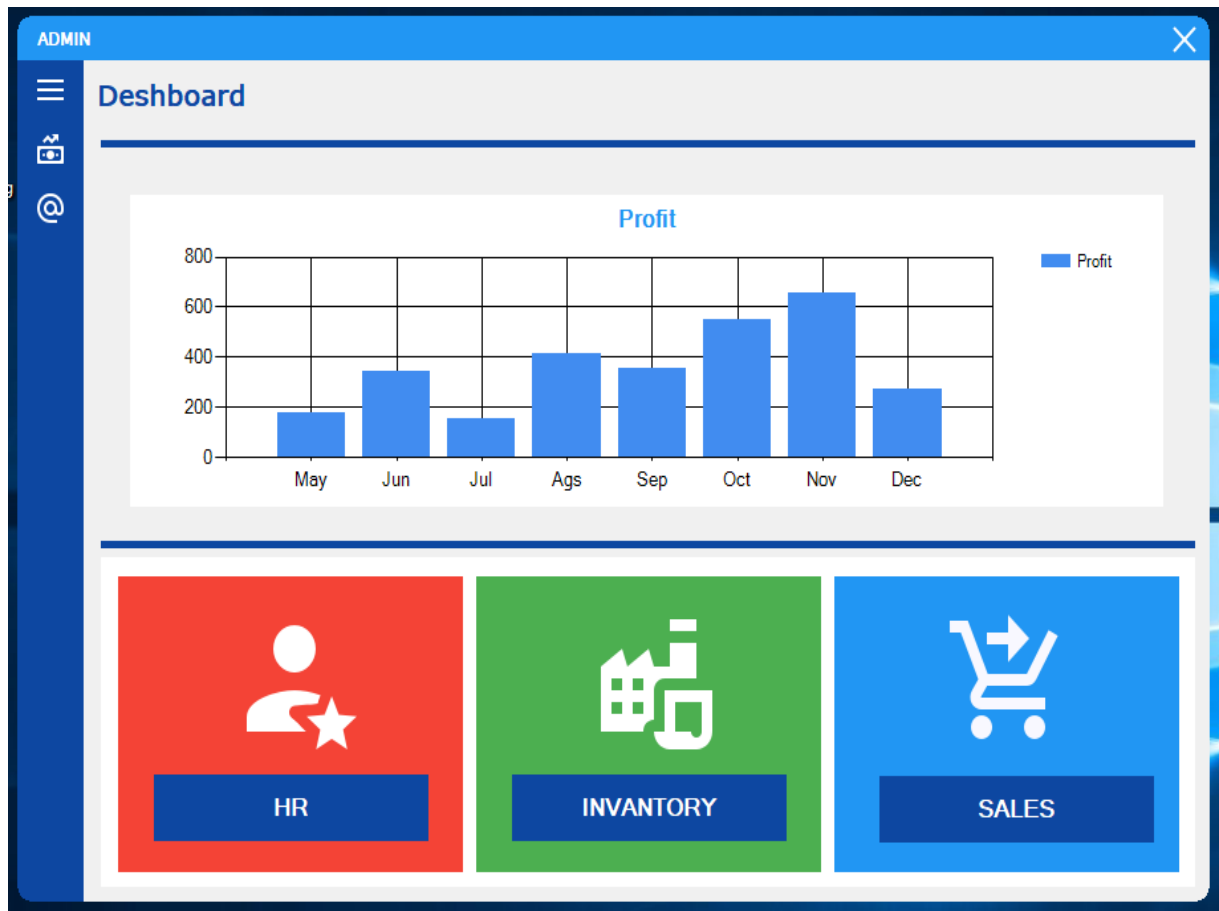 ADMIN
Deshboard
Profit
800
600
400
200
0
May Jun Jul Ags Sep Oct Nov Dec
Profit
HR
INVANTORY
SALES